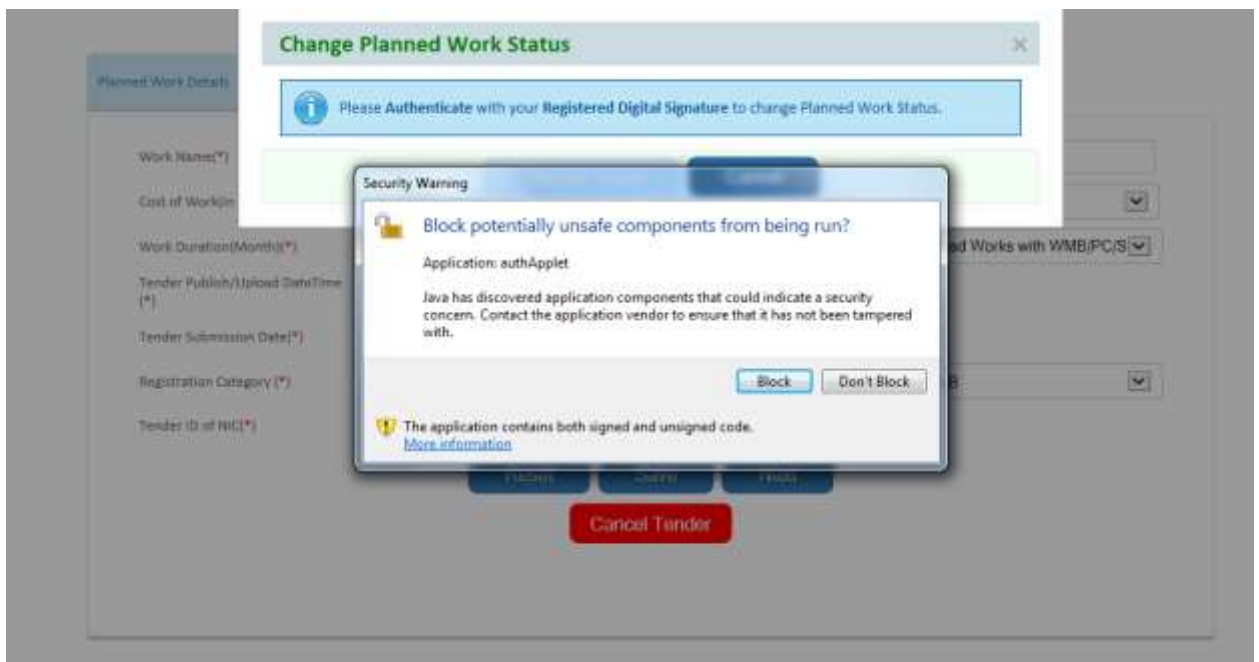 Change Planned Work Status
Planned Work Details
Please Authenticate with your Registered Digital Signature to change Planned Work Status.
Work Name(*)
Cost of Work(in
Work Duration(Month)(*)
ad Works with WMB/PC/S
Tender Publish/Upload DateTime
(*)
Tender Submission Date(*)
Registration Category (*)
Tender ID of NIC(*)
Security Warning
Block potentially unsafe components from being run?
Application: authApplet
Java has discovered application components that could indicate a security
concern. Contact the application vendor to ensure that it has not been tampered
with.
Block
Don't Block
The application contains both signed and unsigned code.
More information
Cancel Tender